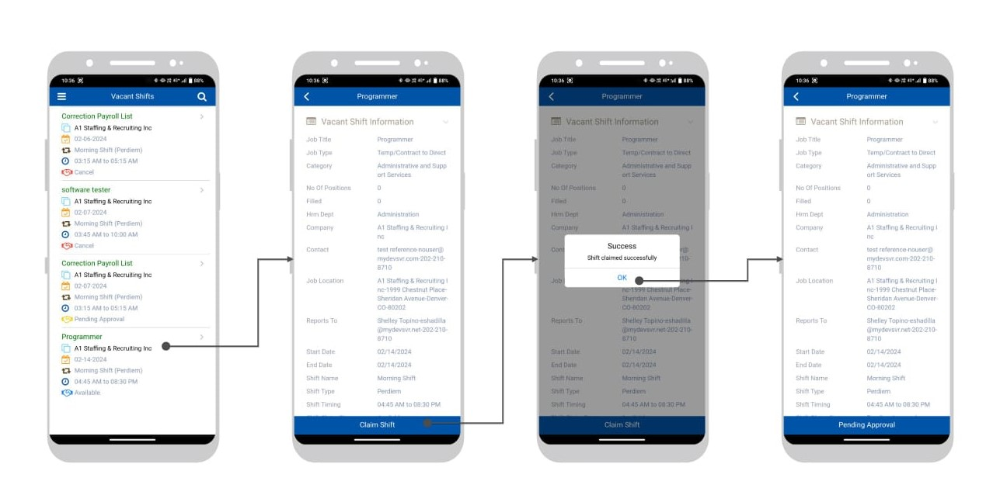 10:36
4G+ 88%
Vacant Shifts
Correction Payroll List
A1 Staffing & Recruiting Inc
02-06-2024
Morning Shift (Perdiem)
03:15 AM to 05:15 AM
Cancel
software tester
A1 Staffing & Recruiting Inc
02-07-2024
Morning Shift (Perdiem)
03:45 AM to 10:00 AM
Cancel
Correction Payroll List
A1 Staffing & Recruiting Inc
02-07-2024
Morning Shift (Perdiem)
03:15 AM to 05:15 AM
Pending Approval
Programmer
A1 Staffing & Recruiting Inc
02-14-2024
Morning Shift (Perdiem)
04:45 AM to 08:30 PM
Available
10:36
4G+ 88%
Programmer
Vacant Shift Information
Job Title Programmer
Job Type Temp/Contract to Direct
Category Administrative and Supp
ort Services
No Of Positions 0
Filled 0
Hrm Dept Administration
Company A1 Staffing & Recruiting I
nc
Contact test reference-nouser@
mydevsvr.com-202-210-
8710
Job Location A1 Staffing & Recruiting I
nc-1999 Chestnut Place-
Sheridan Avenue-Denver-
CO-80202
Reports To Shelley Topino-eshadilla
@mydevsvr.net-202-210-
8710
Start Date 02/14/2024
End Date 02/14/2024
Shift Name Morning Shift
Shift Type Perdiem
Shift Timing 04:45 AM to 08:30 PM
Claim Shift
10:36
4G+ 88%
Programmer
Vacant Shift Information
Job Title Programmer
Job Type Temp/Contract to Direct
Category Administrative and Supp
ort Services
No Of Positions 0
Filled 0
Hrm Dept Administration
Company A1 Staffing & Recruiting I
Success
Shift claimed successfully
OK
nc-1999 Chestnut Place-
Sheridan Avenue-Denver-
CO-80202
Reports To Shelley Topino-eshadilla
@mydevsvr.net-202-210-
8710
Start Date 02/14/2024
End Date 02/14/2024
Shift Name Morning Shift
Shift Type Perdiem
Shift Timing 04:45 AM to 08:30 PM
Claim Shift
10:36
4G+ 88%
Programmer
Vacant Shift Information
Job Title Programmer
Job Type Temp/Contract to Direct
Category Administrative and Supp
ort Services
No Of Positions 0
Filled 0
Hrm Dept Administration
Company A1 Staffing & Recruiting I
nc
Contact test reference-nouser@
mydevsvr.com-202-210-
8710
Job Location A1 Staffing & Recruiting I
nc-1999 Chestnut Place-
Sheridan Avenue-Denver-
CO-80202
Reports To Shelley Topino-eshadilla
@mydevsvr.net-202-210-
8710
Start Date 02/14/2024
End Date 02/14/2024
Shift Name Morning Shift
Shift Type Perdiem
Shift Timing 04:45 AM to 08:30 PM
Pending Approval